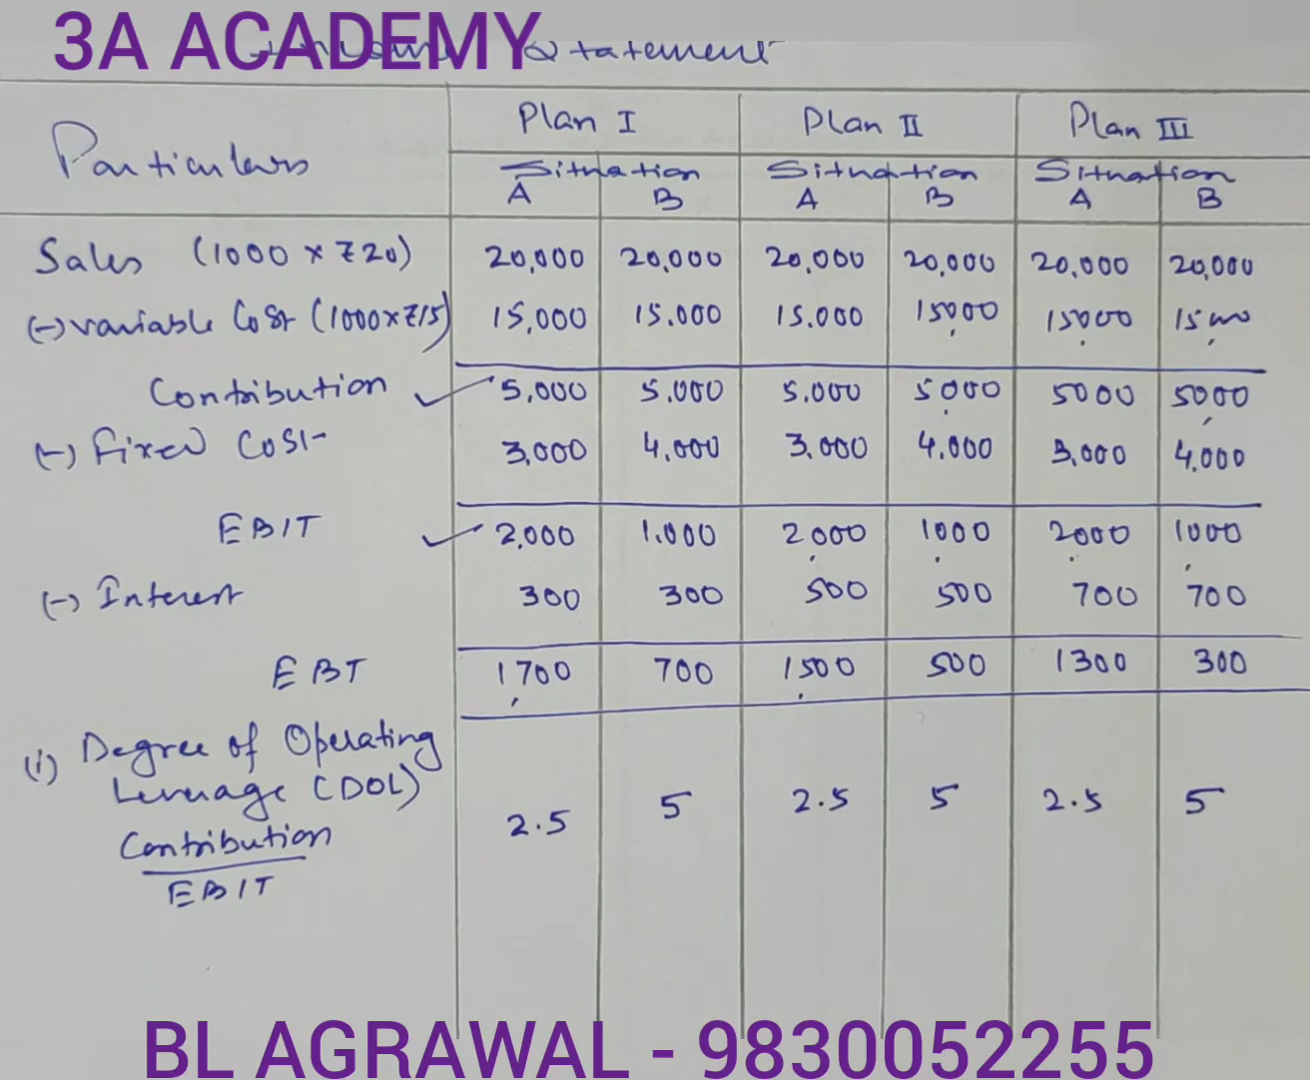 3A ACADEMY
Statement
Particulars
Plan I Plan II Plan III
Situation Situation Situation
A B A B A B
Sales (1000 x ₹20) 20,000 20,000 20,000 20,000 20,000 20,000
(-) variable Cost (1000x₹15) 15,000 15.000 15.000 15000 15000
Contribution 5,000 5.000 5.000 5000 5000 5000
(-) Fixed Cost 3,000 4,000 3,000 4,000 3,000 4,000
EBIT 2,000 1,000 2000 1000 2000 1000
(-) Interest 300 300 500 500 700 700
EBT 1700 700 1500 500 1300 300
(i) Degree of Operating
Leverage (DOL) 2.5 5 2.5 5 2.5 5
Contribution
EBIT
BL AGRAWAL - 9830052255